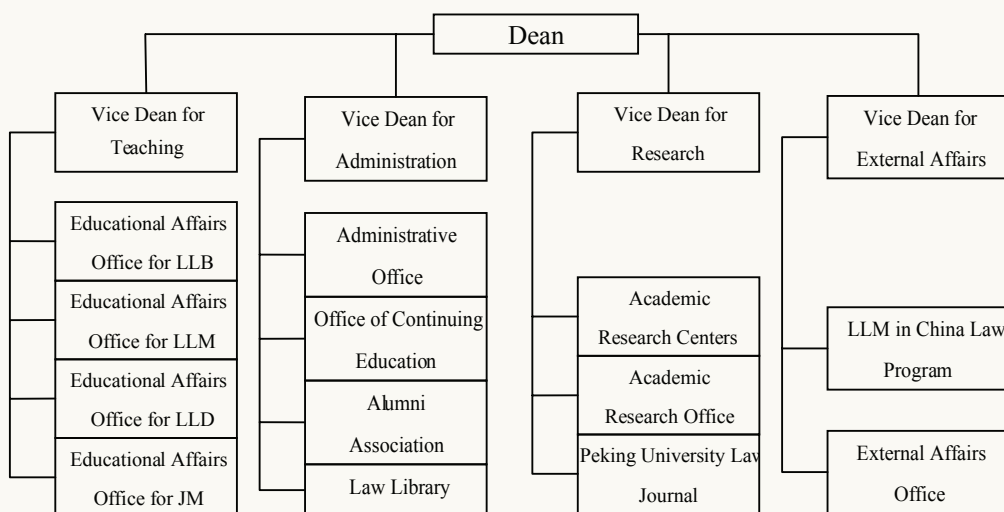 Dean
Vice Dean for
Teaching
Educational Affairs
Office for LLB
Educational Affairs
Office for LLM
Educational Affairs
Office for LLD
Educational Affairs
Office for JM
Vice Dean for
Administration
Administrative
Office
Office of Continuing
Education
Alumni
Association
Law Library
Vice Dean for
Research
Academic
Research Centers
Academic
Research Office
Peking University Law
Journal
Vice Dean for
External Affairs
LLM in China Law
Program
External Affairs
Office